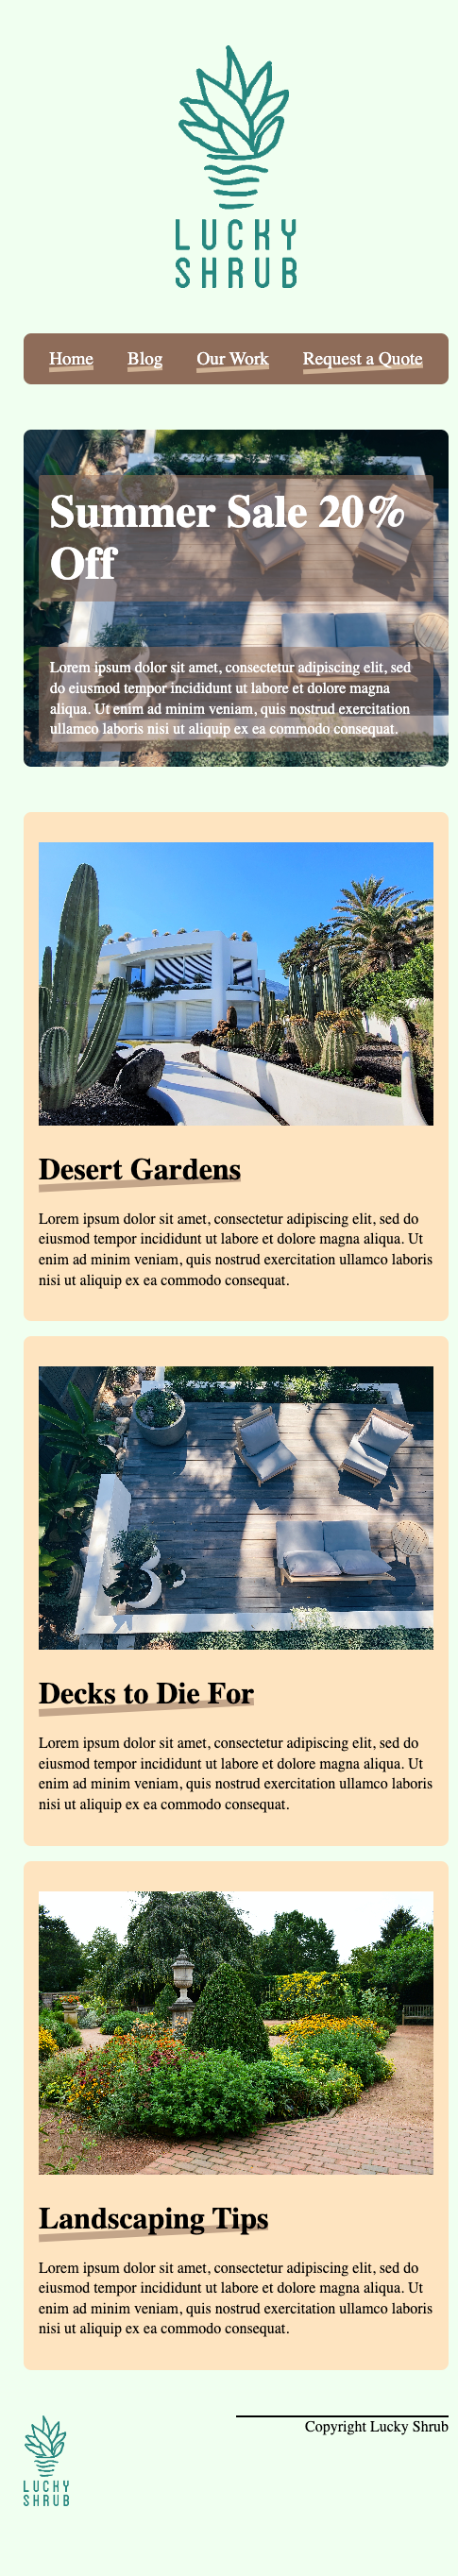 LUCKY
SHRUB
Home Blog Our Work Request a Quote
Summer Sale 20%
Off
Lorem ipsum dolor sit amet, consectetur adipiscing elit, sed
do eiusmod tempor incididunt ut labore et dolore magna
aliqua. Ut enim ad minim veniam, quis nostrud exercitation
ullamco laboris nisi ut aliquip ex ea commodo consequat.
Desert Gardens
Lorem ipsum dolor sit amet, consectetur adipiscing elit, sed do
eiusmod tempor incididunt ut labore et dolore magna aliqua. Ut
enim ad minim veniam, quis nostrud exercitation ullamco laboris
nisi ut aliquip ex ea commodo consequat.
Decks to Die For
Lorem ipsum dolor sit amet, consectetur adipiscing elit, sed do
eiusmod tempor incididunt ut labore et dolore magna aliqua. Ut
enim ad minim veniam, quis nostrud exercitation ullamco laboris
nisi ut aliquip ex ea commodo consequat.
Landscaping Tips
Lorem ipsum dolor sit amet, consectetur adipiscing elit, sed do
eiusmod tempor incididunt ut labore et dolore magna aliqua. Ut
enim ad minim veniam, quis nostrud exercitation ullamco laboris
nisi ut aliquip ex ea commodo consequat.
Copyright Lucky Shrub
LUCKY
SHRUB